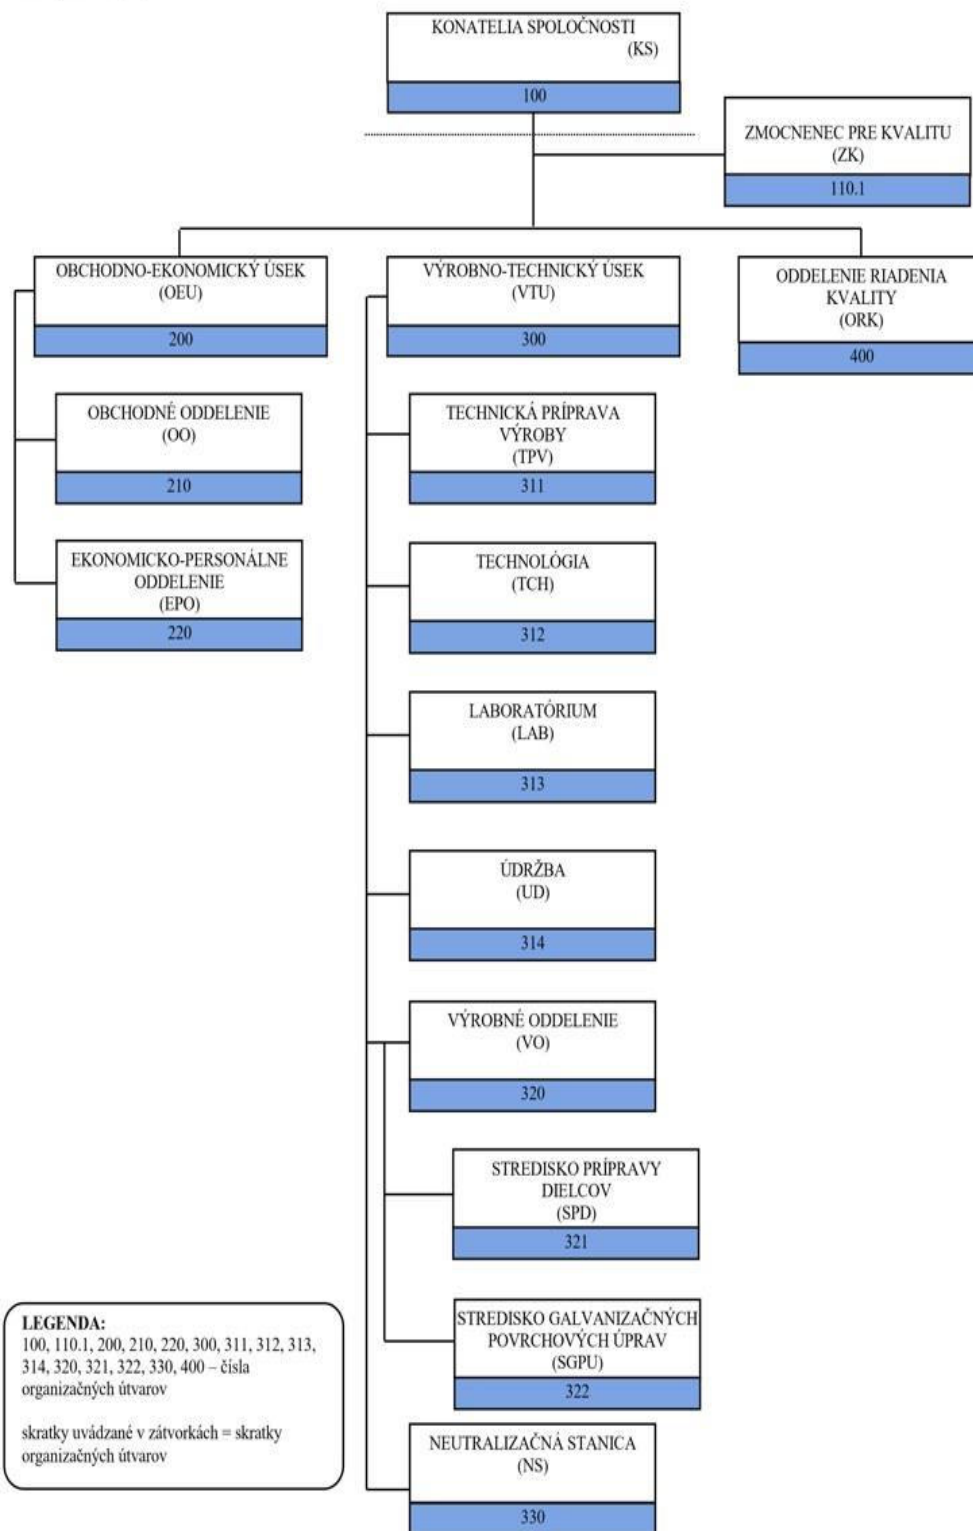 KONATELIA SPOLOČNOSTI
(KS)
100
ZMOCNENEC PRE KVALITU
(ZK)
110.1
OBCHODNO-EKONOMICKÝ ÚSEK
(OEU)
200
VÝROBNO-TECHNICKÝ ÚSEK
(VTU)
300
ODDELENIE RIADENIA
KVALITY
(ORK)
400
OBCHODNÉ ODDELENIE
(OO)
210
EKONOMICKO-PERSONÁLNE
ODDELENIE
(EPO)
220
TECHNICKÁ PRÍPRAVA
VÝROBY
(TPV)
311
TECHNOLÓGIA
(TCH)
312
LABORATÓRIUM
(LAB)
313
ÚDRŽBA
(UD)
314
VÝROBNÉ ODDELENIE
(VO)
320
STREDISKO PRÍPRAVY
DIELCOV
(SPD)
321
STREDISKO GALVANIZAČNÝCH
POVRCHOVÝCH ÚPRAV
(SGPU)
322
NEUTRALIZAČNÁ STANICA
(NS)
330
LEGENDA:
100, 110.1, 200, 210, 220, 300, 311, 312, 313,
314, 320, 321, 322, 330, 400 – čísla
organizačných útvarov
skratky uvádzané v zátvorkách = skratky
organizačných útvarov